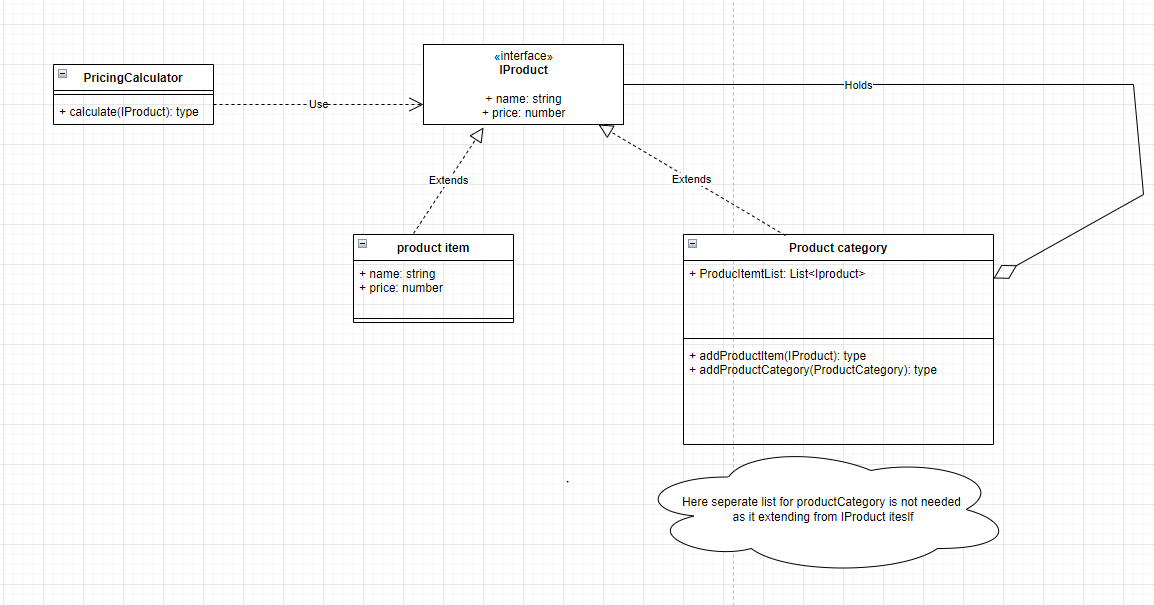 PricingCalculator
+ calculate(IProduct): type
Use
«interface»
IProduct
+ name: string
+ price: number
Holds
Extends
Extends
product item
+ name: string
+ price: number
Product category
+ ProducItemtList: List<Iproduct>
+ addProductItem(IProduct): type
+ addProductCategory(ProductCategory): type
Here seperate list for productCategory is not needed
as it extending from IProduct iteslf